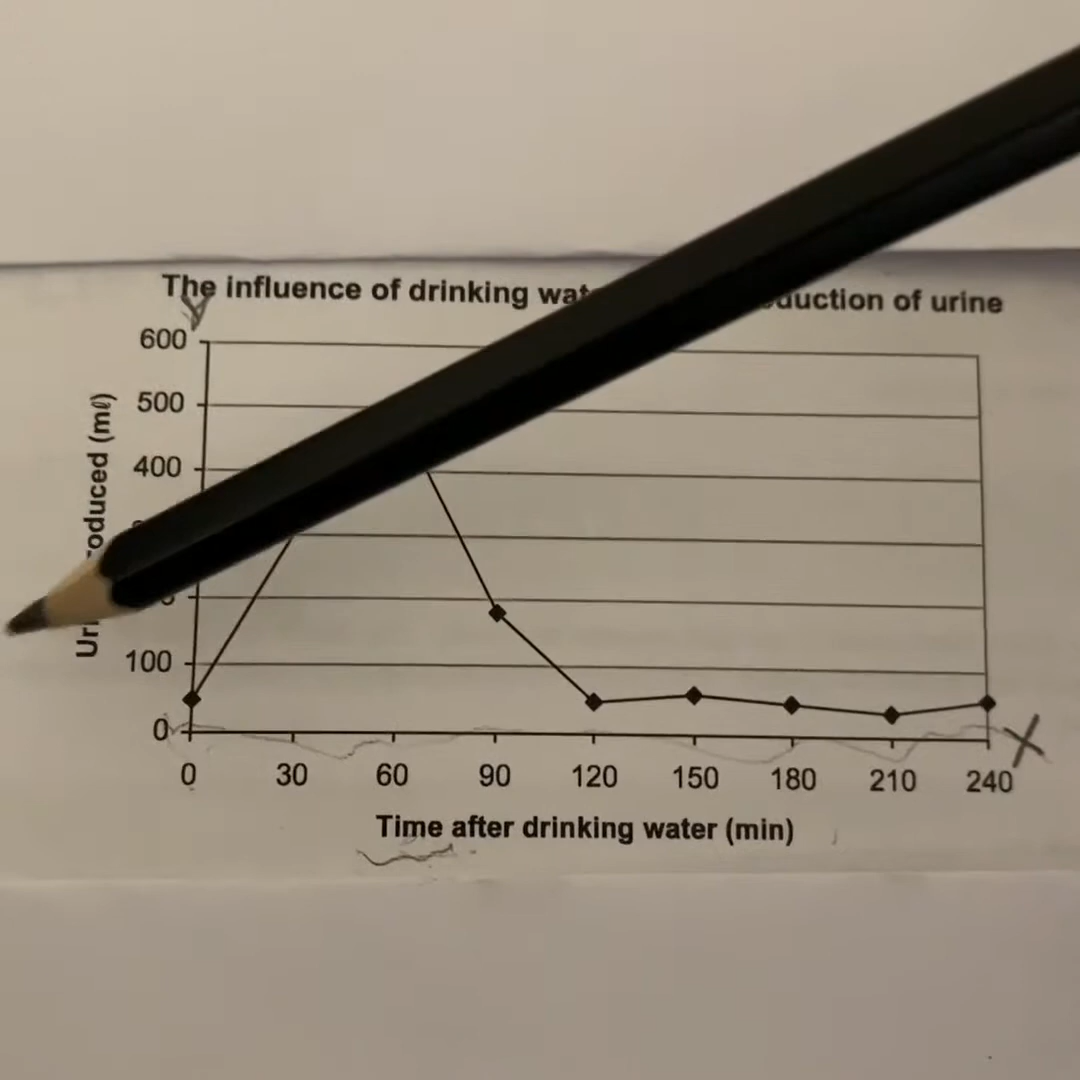 The influence of drinking wat duction of urine
600
500
400
100
0
Y
X
oduced (mℓ)
0 30 60 90 120 150 180 210 240
Time after drinking water (min)